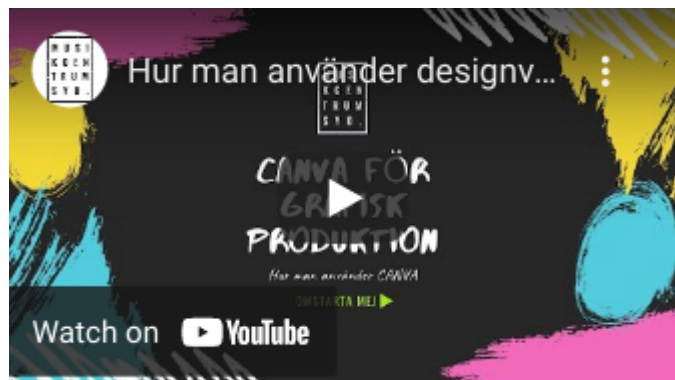 MUSI
KCEN
TRUM
SYD.
Hur man använder designv...
MUSI
KCEN
TRUM
SYD.
CANVA FÖR
GRAFISK
PRODUKTION
Hur man använder CANVA
OMSTARTA MEJ
Watch on YouTube